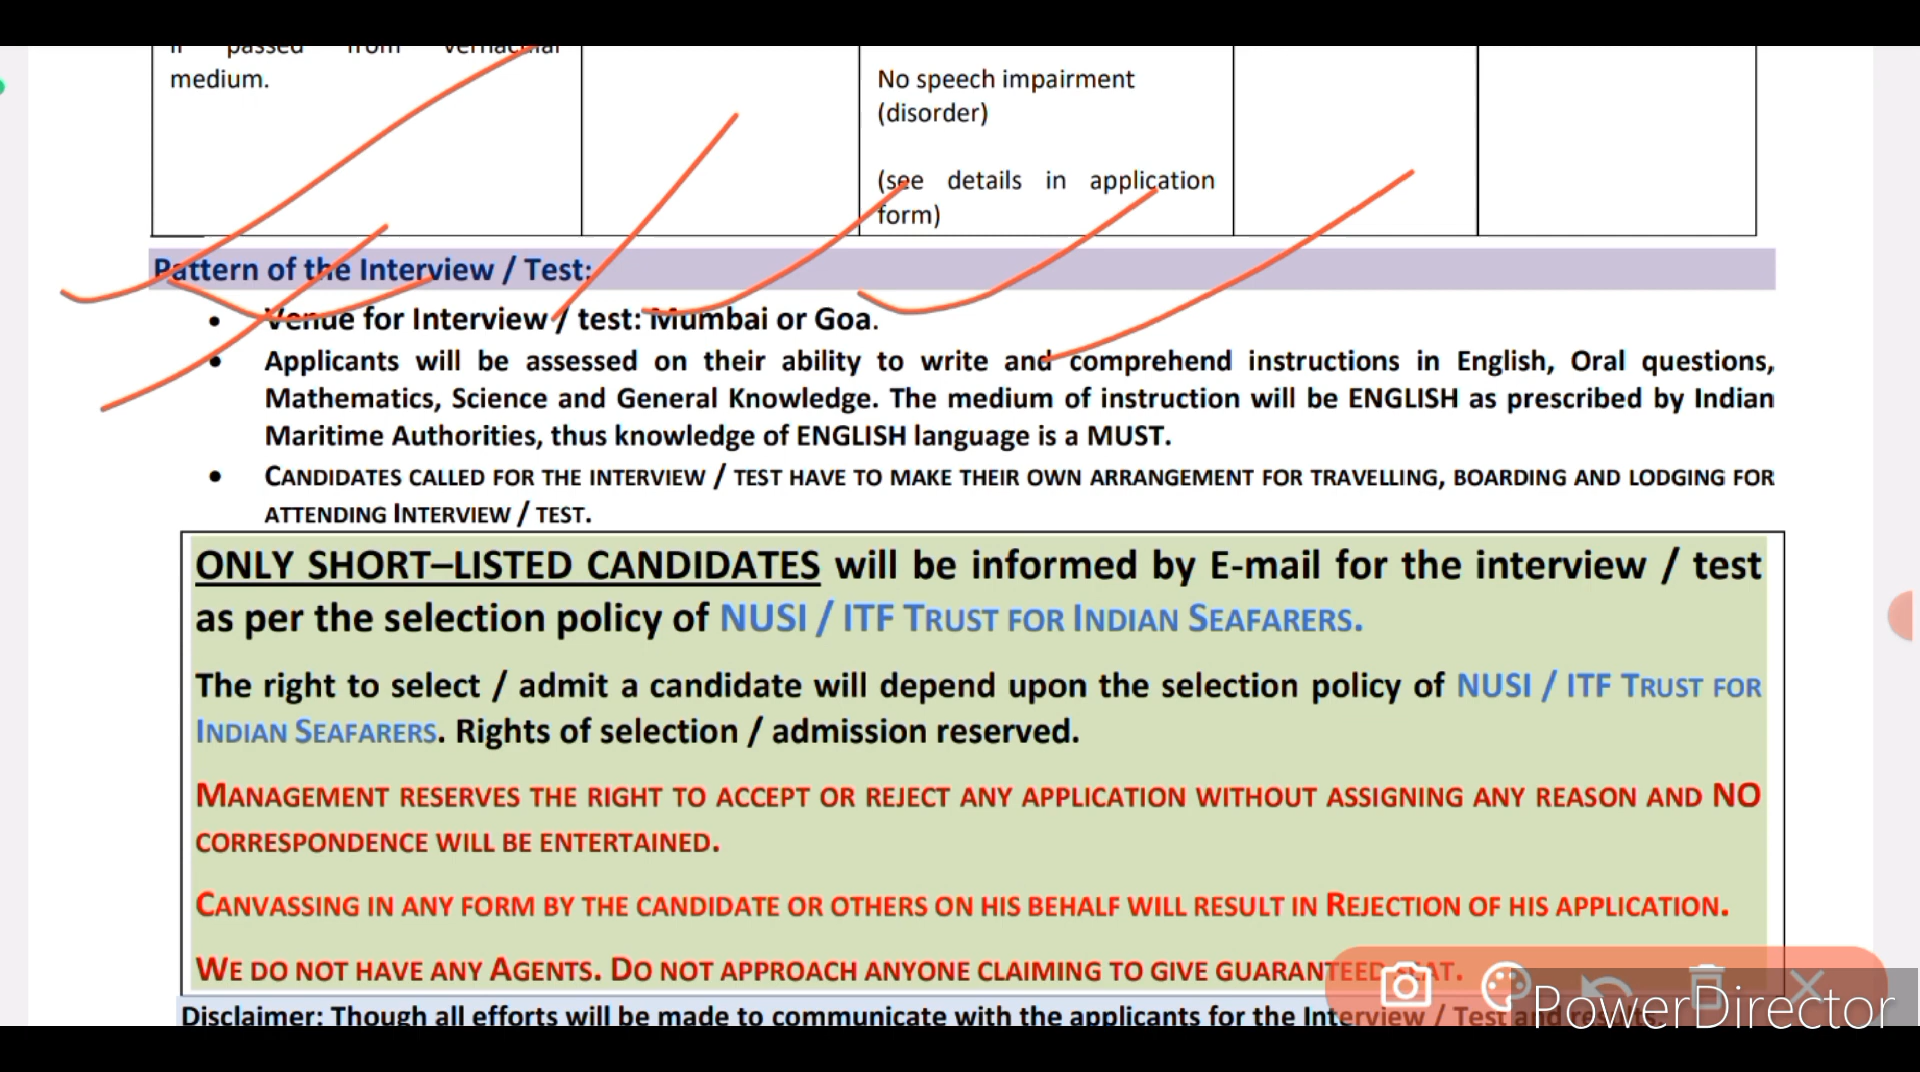 if passed from vernacular
medium.
No speech impairment
(disorder)
(see details in application
form)
Pattern of the Interview / Test:
• Venue for Interview / test: Mumbai or Goa.
• Applicants will be assessed on their ability to write and comprehend instructions in English, Oral questions,
Mathematics, Science and General Knowledge. The medium of instruction will be ENGLISH as prescribed by Indian
Maritime Authorities, thus knowledge of ENGLISH language is a MUST.
• CANDIDATES CALLED FOR THE INTERVIEW / TEST HAVE TO MAKE THEIR OWN ARRANGEMENT FOR TRAVELLING, BOARDING AND LODGING FOR
ATTENDING INTERVIEW / TEST.
ONLY SHORT–LISTED CANDIDATES will be informed by E-mail for the interview / test
as per the selection policy of NUSI / ITF TRUST FOR INDIAN SEAFARERS.
The right to select / admit a candidate will depend upon the selection policy of NUSI / ITF TRUST FOR
INDIAN SEAFARERS. Rights of selection / admission reserved.
MANAGEMENT RESERVES THE RIGHT TO ACCEPT OR REJECT ANY APPLICATION WITHOUT ASSIGNING ANY REASON AND NO
CORRESPONDENCE WILL BE ENTERTAINED.
CANVASSING IN ANY FORM BY THE CANDIDATE OR OTHERS ON HIS BEHALF WILL RESULT IN REJECTION OF HIS APPLICATION.
WE DO NOT HAVE ANY AGENTS. DO NOT APPROACH ANYONE CLAIMING TO GIVE GUARANTEED SEAT.
Disclaimer: Though all efforts will be made to communicate with the applicants for the Interview / Test and results,
PowerDirector